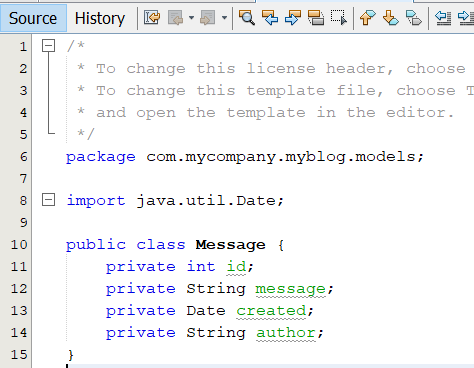 Source History
1 /*
2 * To change this license header, choose
3 * To change this template file, choose T
4 * and open the template in the editor.
5 */
6 package com.mycompany.myblog.models;
7
8 import java.util.Date;
9
10 public class Message {
11 private int id;
12 private String message;
13 private Date created;
14 private String author;
15 }